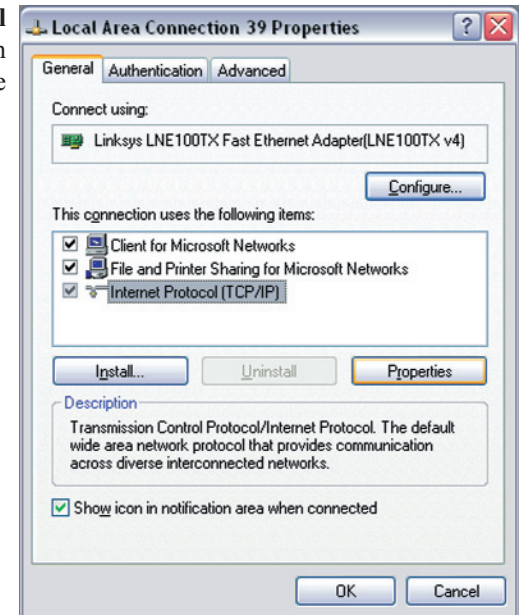 l
n
e
Local Area Connection 39 Properties
General Authentication Advanced
Connect using:
Linksys LNE100TX Fast Ethernet Adapter(LNE100TX v4)
Configure...
This connection uses the following items:
Client for Microsoft Networks
File and Printer Sharing for Microsoft Networks
Internet Protocol (TCP/IP)
Install... Uninstall Properties
Description
Transmission Control Protocol/Internet Protocol. The default
wide area network protocol that provides communication
across diverse interconnected networks.
Show icon in notification area when connected
OK Cancel